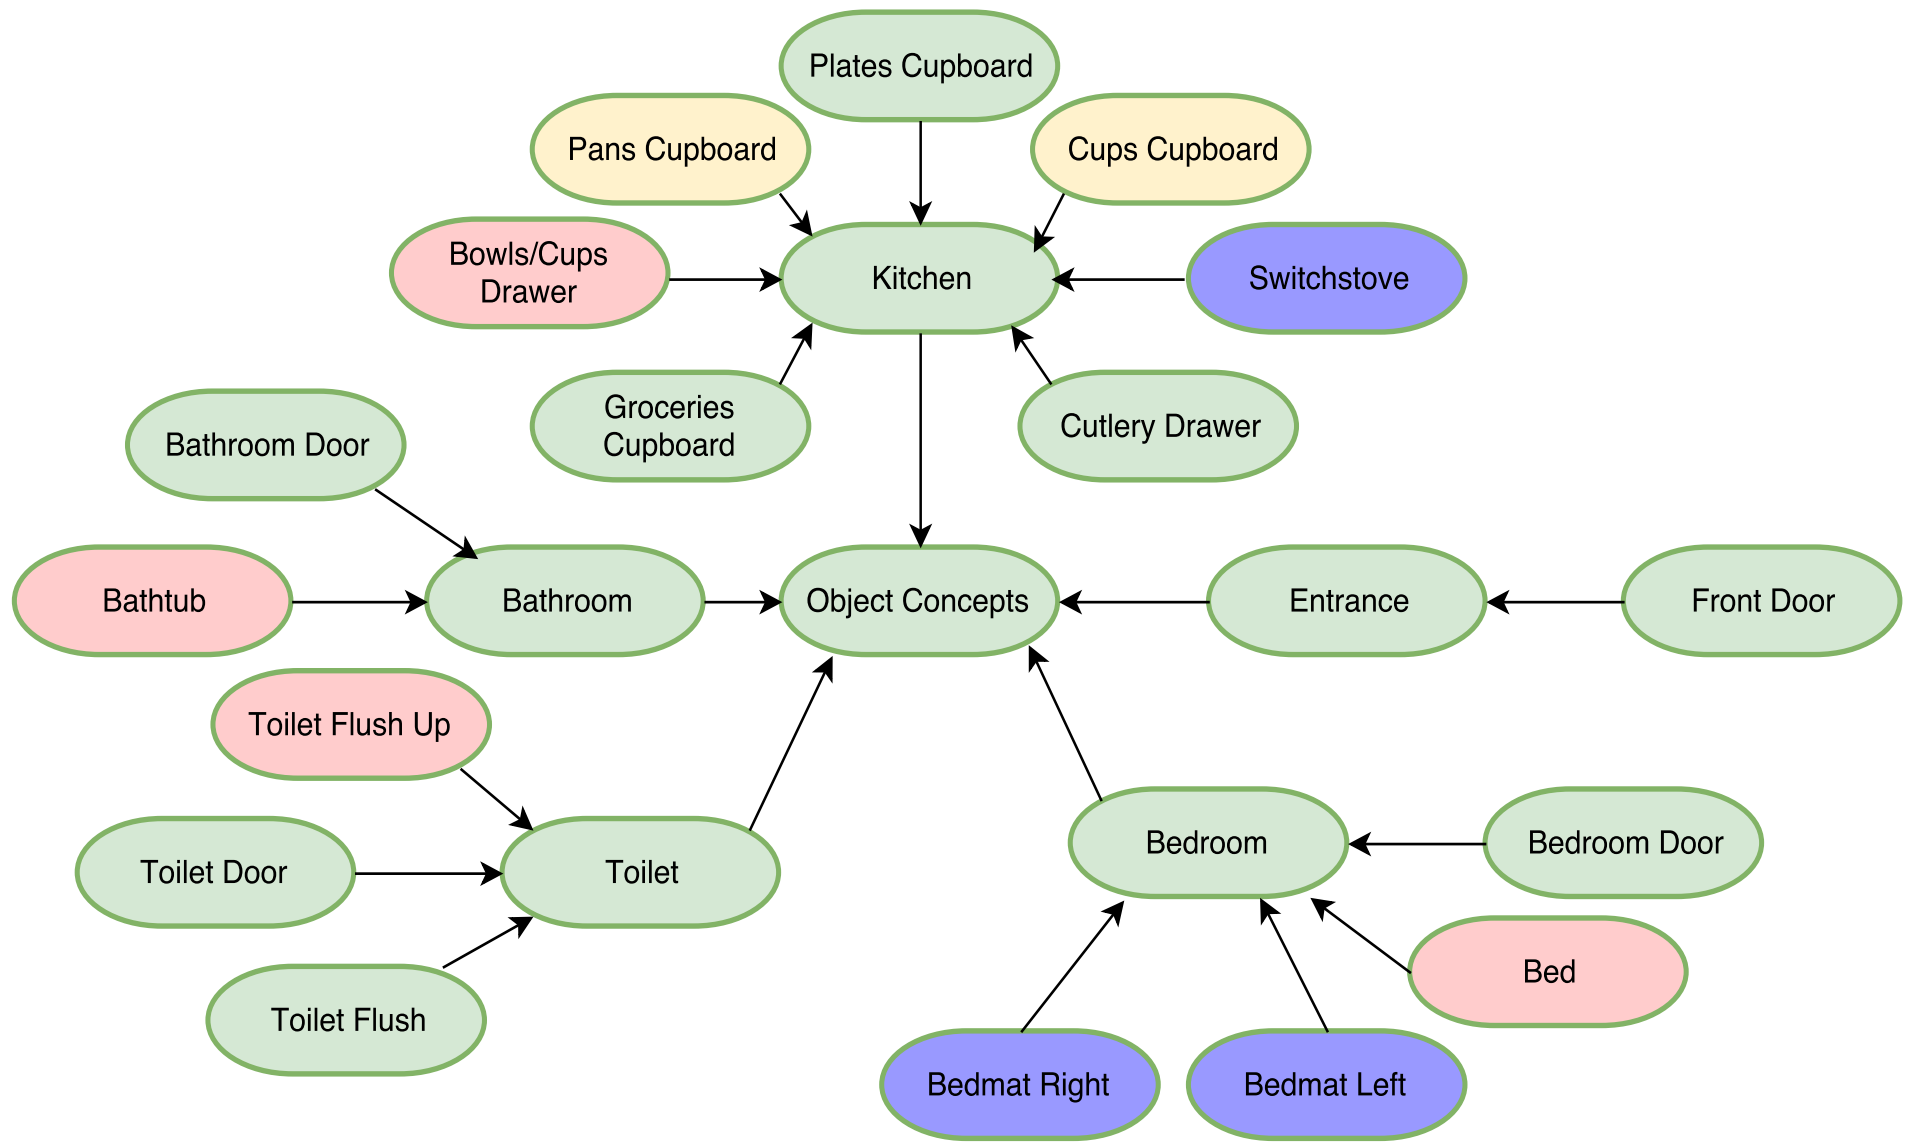 Plates Cupboard
Pans Cupboard
Cups Cupboard
Bowls/Cups
Drawer
Kitchen
Switchstove
Groceries
Cupboard
Cutlery Drawer
Bathroom Door
Bathtub
Bathroom
Object Concepts
Entrance
Front Door
Toilet Flush Up
Toilet Door
Toilet
Bedroom
Bedroom Door
Bed
Toilet Flush
Bedmat Right
Bedmat Left